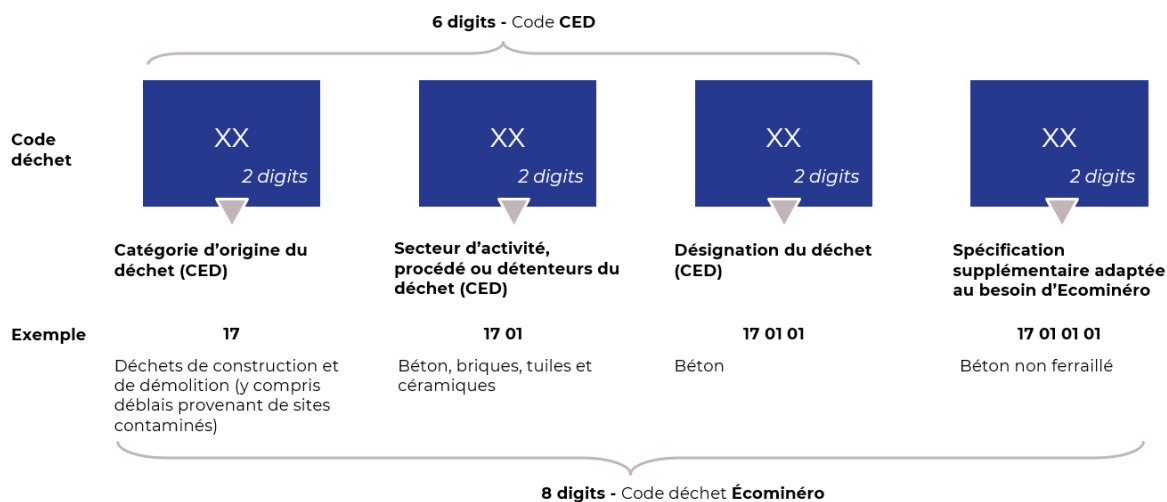 6 digits - Code CED
Code
déchet
XX
2 digits
XX
2 digits
XX
2 digits
XX
2 digits
Catégorie d’origine du
déchet (CED)
Secteur d’activité,
procédé ou détenteurs du
déchet (CED)
Désignation du déchet
(CED)
Spécification
supplémentaire adaptée
au besoin d’Ecominéro
Exemple
17
17 01
17 01 01
17 01 01 01
Déchets de construction et
de démolition (y compris
déblais provenant de sites
contaminés)
Béton, briques, tuiles et
céramiques
Béton
Béton non ferraillé
8 digits - Code déchet Écominéro